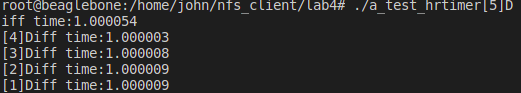 root@beaglebone:/home/john/nfs_client/lab4# ./a_test_hrtimer[5]D
iff time:1.000054
[4]Diff time:1.000003
[3]Diff time:1.000008
[2]Diff time:1.000009
[1]Diff time:1.000009